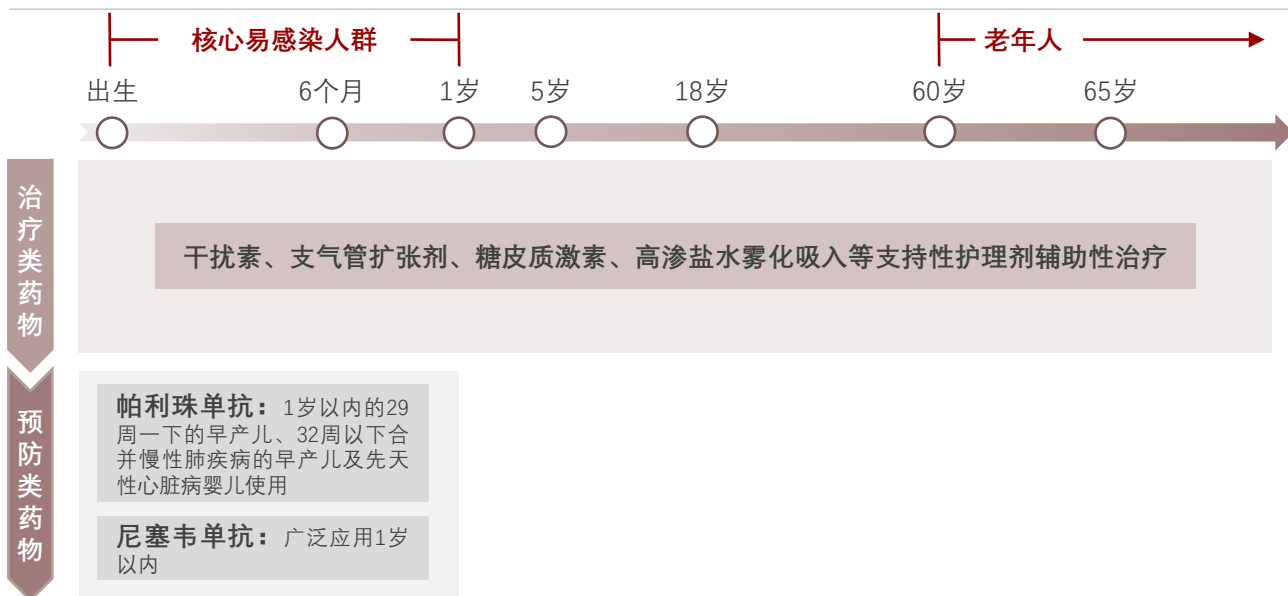 核心易感染人群
老年人
出生
6个月
1岁
5岁
18岁
60岁
65岁
治疗类药物
干扰素、支气管扩张剂、糖皮质激素、高渗盐水雾化吸入等支持性护理剂辅助性治疗
预防类药物
帕利珠单抗：1岁以内的29
周一下的早产儿、32周以下合
并慢性肺疾病的早产儿及先天
性心脏病婴儿使用
尼塞韦单抗：广泛应用1岁
以内